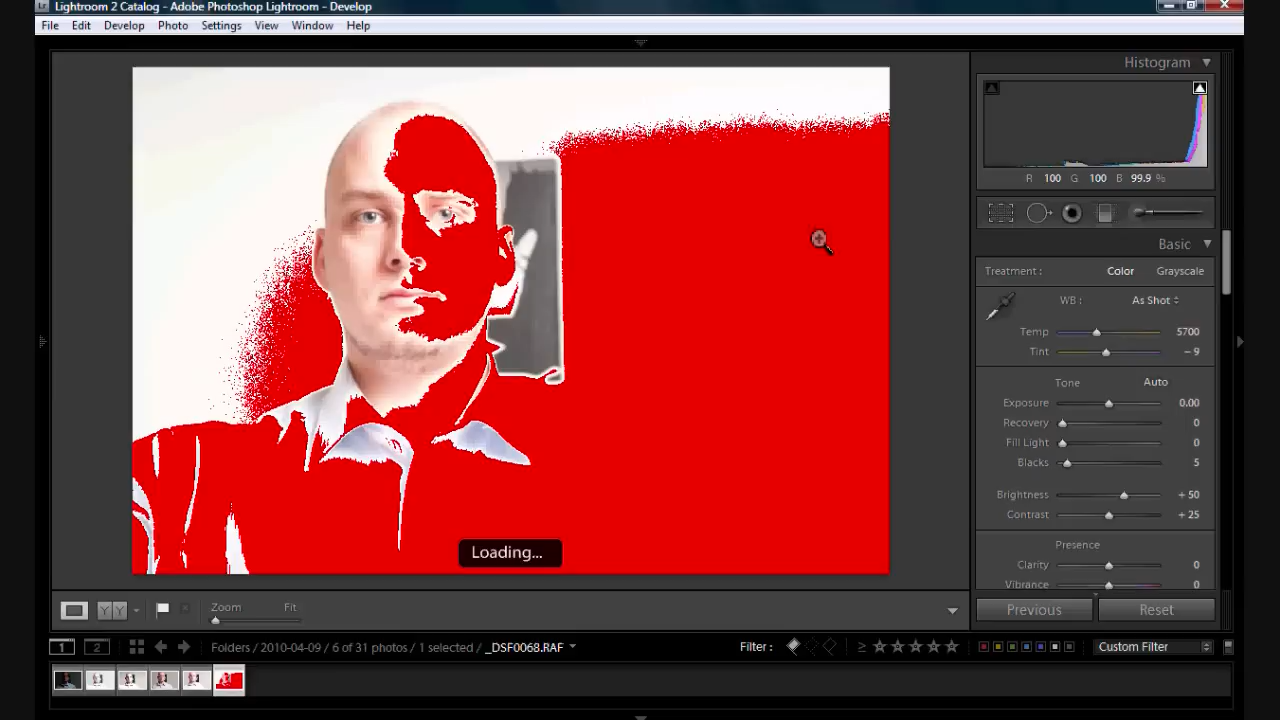 Lr Lightroom 2 Catalog - Adobe Photoshop Lightroom - Develop
File Edit Develop Photo Settings View Window Help
Histogram
R 100 G 100 B 99.9 %
Basic
Treatment : Color Grayscale
WB : As Shot
Temp 5700
Tint − 9
Tone Auto
Exposure 0.00
Recovery 0
Fill Light 0
Blacks 5
Brightness + 50
Contrast + 25
Presence
Clarity 0
Vibrance 0
Loading...
Previous Reset
Y Y Zoom Fit
1 2 Folders / 2010-04-09 / 6 of 31 photos / 1 selected / _DSF0068.RAF Filter : ≥ Custom Filter